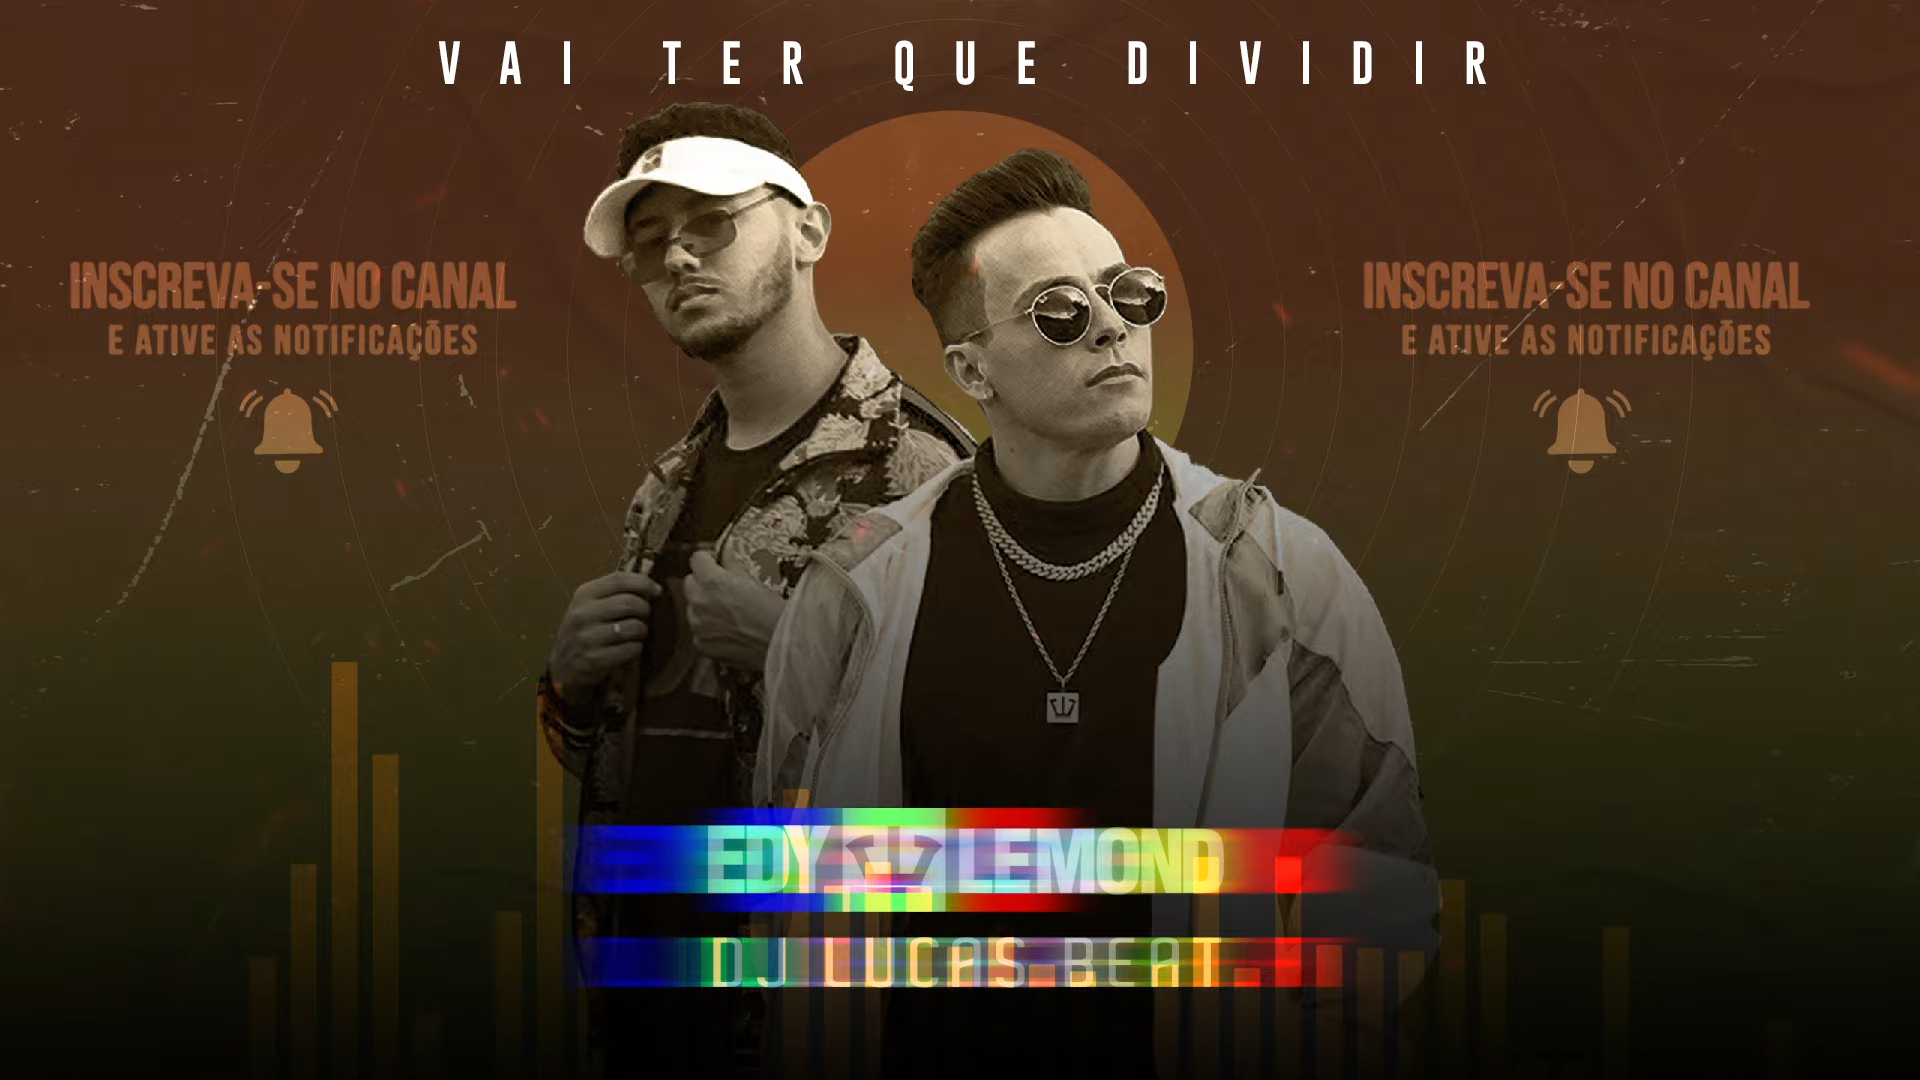 VAI TER QUE DIVIDIR
INSCREVA-SE NO CANAL
E ATIVE AS NOTIFICAÇÕES
INSCREVA-SE NO CANAL
E ATIVE AS NOTIFICAÇÕES
EDY LEMOND
DJ LUCAS BEAT